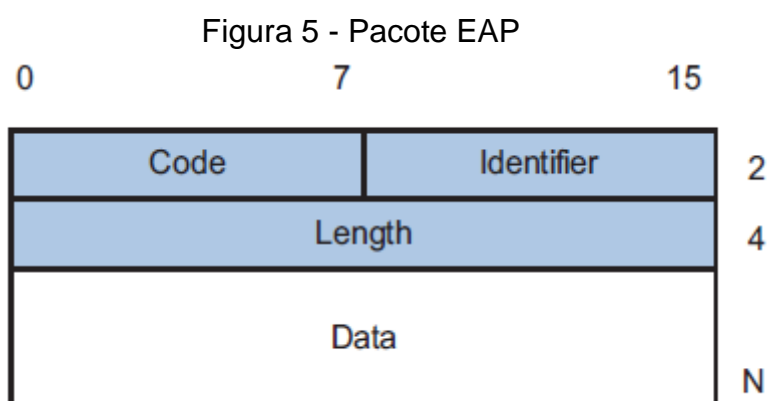 Figura 5 - Pacote EAP
0 7 15
Code Identifier 2
Length 4
Data
N